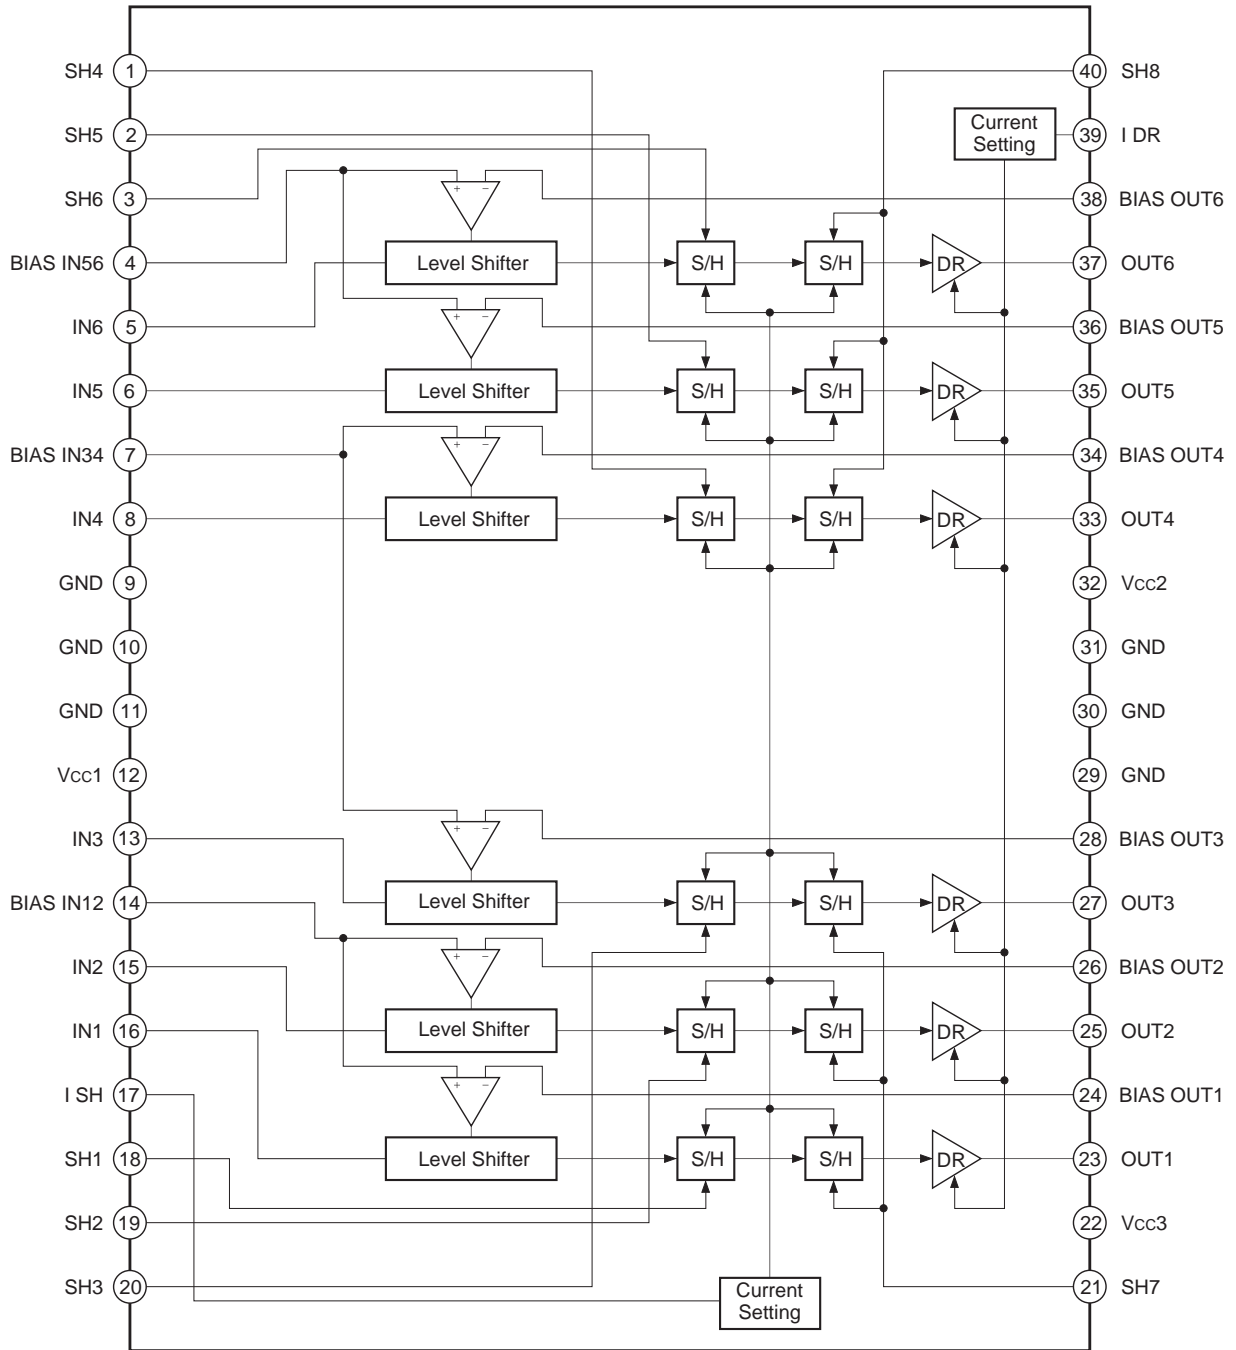 SH4 1 40 SH8
Current
Setting
SH5 2 39 I DR
+ −
SH6 3 38 BIAS OUT6
BIAS IN56 4 Level Shifter S/H S/H DR 37 OUT6
+ −
IN6 5 36 BIAS OUT5
IN5 6 Level Shifter S/H S/H DR 35 OUT5
+ −
BIAS IN34 7 34 BIAS OUT4
IN4 8 Level Shifter S/H S/H DR 33 OUT4
GND 9 32 Vcc2
GND 10 31 GND
GND 11 30 GND
Vcc1 12 29 GND
+ −
IN3 13 28 BIAS OUT3
BIAS IN12 14 Level Shifter S/H S/H DR 27 OUT3
+ −
IN2 15 26 BIAS OUT2
IN1 16 Level Shifter S/H S/H DR 25 OUT2
+ −
I SH 17 24 BIAS OUT1
SH1 18 Level Shifter S/H S/H DR 23 OUT1
SH2 19 22 Vcc3
SH3 20 21 SH7
Current
Setting